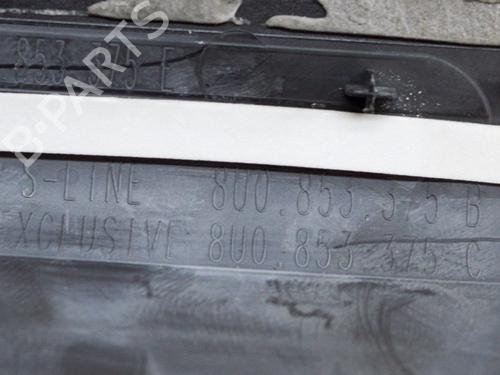 B-PARTS
853 375 E
S-LINE 8U0.853.375 B
XCLUSIVE 8U0.853 375 C